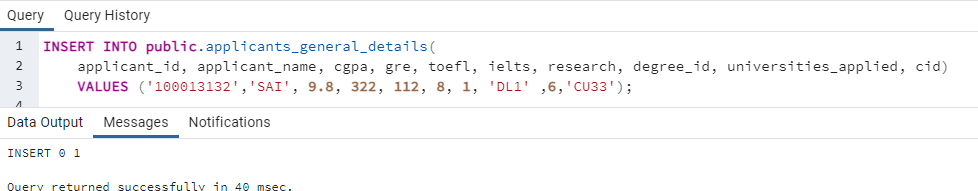 Query Query History
1 INSERT INTO public.applicants_general_details(
2 applicant_id, applicant_name, cgpa, gre, toefl, ielts, research, degree_id, universities_applied, cid)
3 VALUES ('100013132','SAI', 9.8, 322, 112, 8, 1, 'DL1' ,6,'CU33');
4
Data Output Messages Notifications
INSERT 0 1
Query returned successfully in 40 msec.